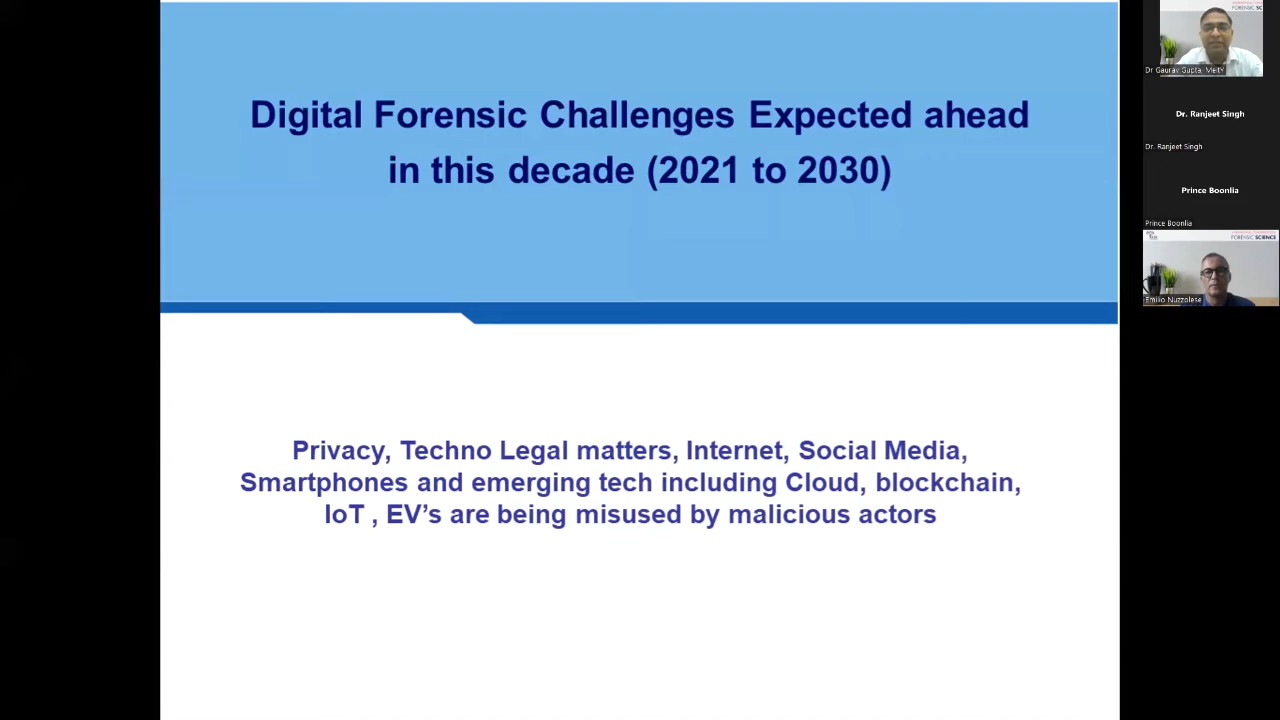 Digital Forensic Challenges Expected ahead
in this decade (2021 to 2030)
Privacy, Techno Legal matters, Internet, Social Media,
Smartphones and emerging tech including Cloud, blockchain,
IoT , EV’s are being misused by malicious actors
FORENSIC SC
Dr Gaurav Gupta, MeitY
Dr. Ranjeet Singh
Dr. Ranjeet Singh
Prince Boonlia
Prince Boonlia
FORENSIC SCIENCE
Emilio Nuzzolese